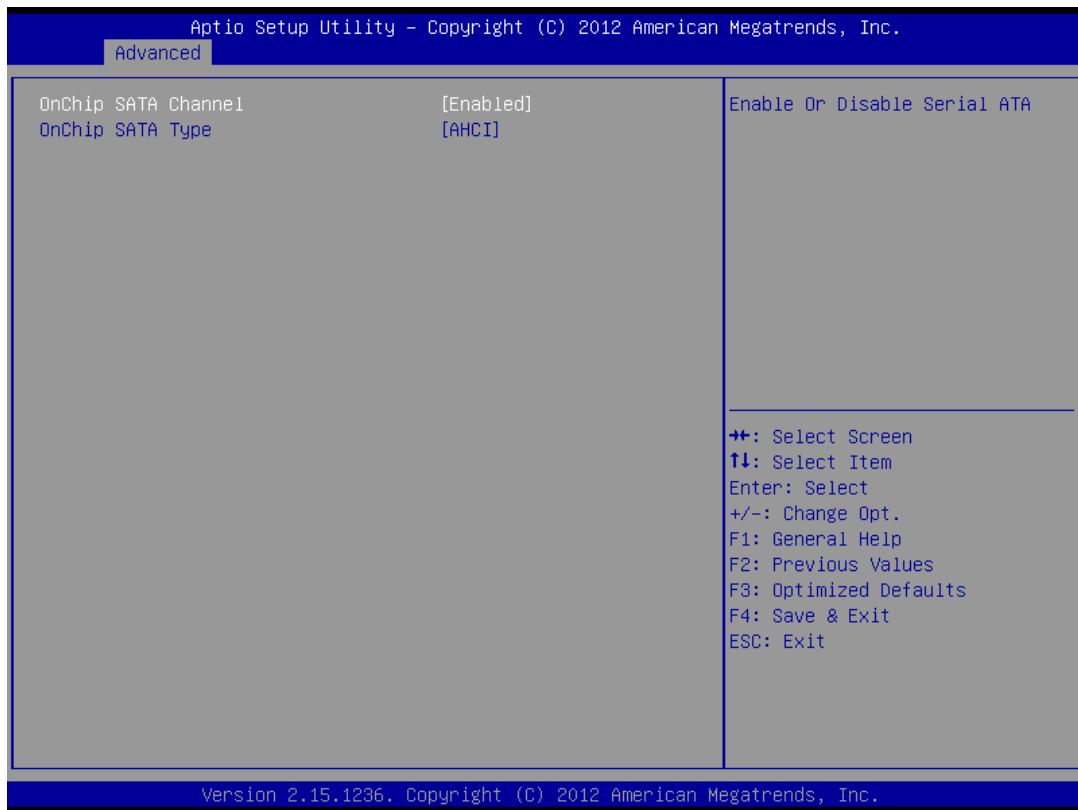 Aptio Setup Utility – Copyright (C) 2012 American Megatrends, Inc.
Advanced
OnChip SATA Channel [Enabled]
OnChip SATA Type [AHCI]
Enable Or Disable Serial ATA
→←: Select Screen
↑↓: Select Item
Enter: Select
+/-: Change Opt.
F1: General Help
F2: Previous Values
F3: Optimized Defaults
F4: Save & Exit
ESC: Exit
Version 2.15.1236. Copyright (C) 2012 American Megatrends, Inc.